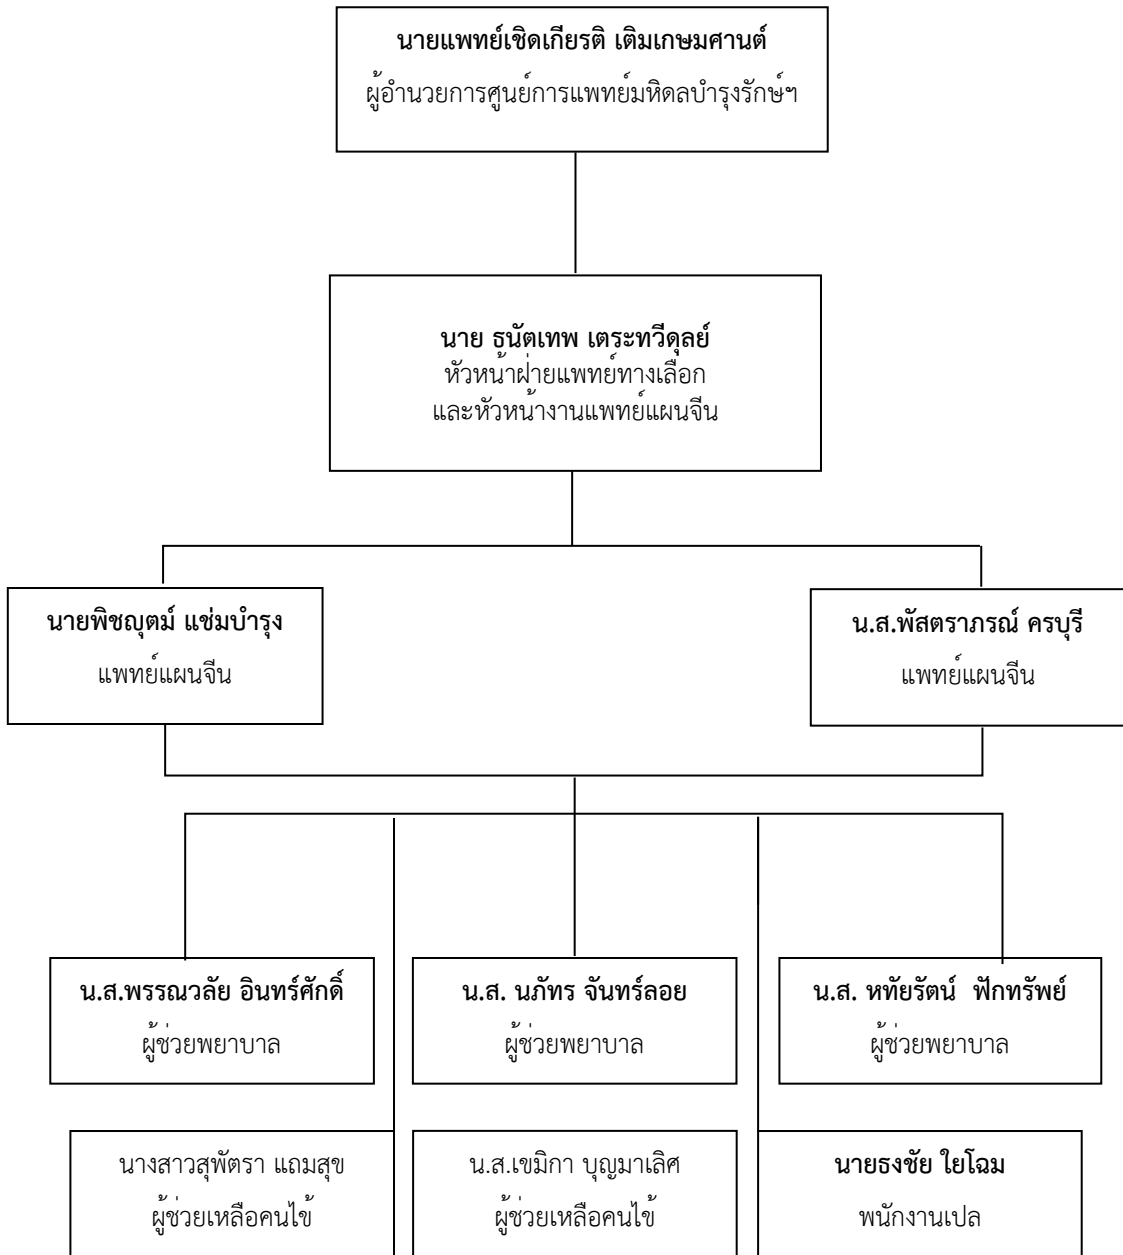 นายแพทย์เชิดเกียรติ เติมเกษมศานต์
ผู้อำนวยการศูนย์การแพทย์มหิดลบำรุงรักษ์ฯ
นาย ธนัตเทพ เตระทวีดุลย์
หัวหน้าฝ่ายแพทย์ทางเลือก
และหัวหน้างานแพทย์แผนจีน
นายพิชญุตม์ แช่มบำรุง
แพทย์แผนจีน
น.ส.พัสตราภรณ์ ครบุรี
แพทย์แผนจีน
น.ส.พรรณวลัย อินทร์ศักดิ์
ผู้ช่วยพยาบาล
น.ส. นภัทร จันทร์ลอย
ผู้ช่วยพยาบาล
น.ส. หทัยรัตน์ ฟักทรัพย์
ผู้ช่วยพยาบาล
นางสาวสุพัตรา แถมสุข
ผู้ช่วยเหลือคนไข้
น.ส.เขมิกา บุญมาเลิศ
ผู้ช่วยเหลือคนไข้
นายธงชัย ใยโฉม
พนักงานเปล